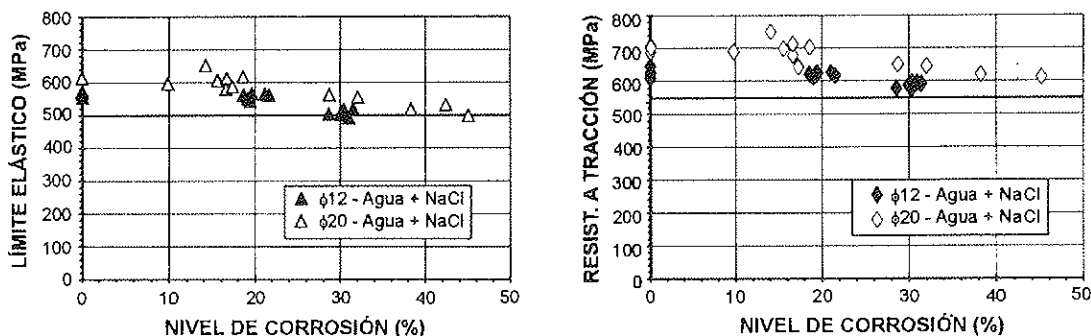 LÍMITE ELÁSTICO (MPa)
800
700
600
500
400
300
200
100
0
0 10 20 30 40 50
NIVEL DE CORROSIÓN (%)
ϕ12 - Agua + NaCl
ϕ20 - Agua + NaCl
RESIST. A TRACCIÓN (MPa)
800
700
600
500
400
300
200
100
0
0 10 20 30 40 50
NIVEL DE CORROSIÓN (%)
ϕ12 - Agua + NaCl
ϕ20 - Agua + NaCl